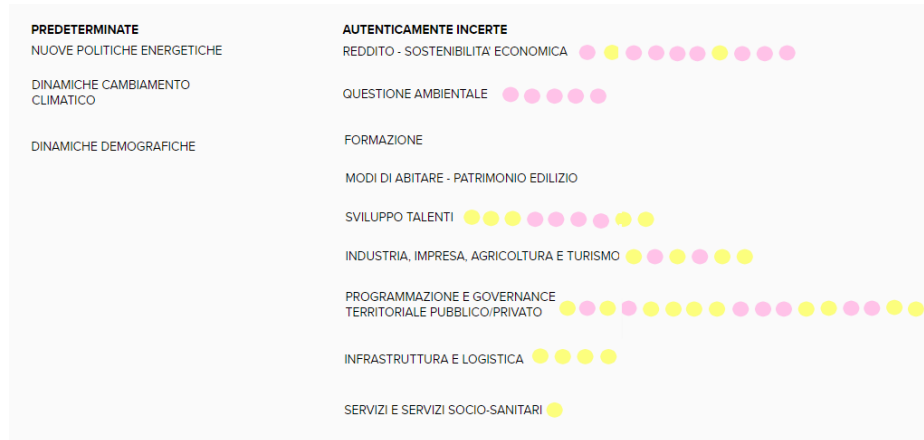 PREDETERMINATE
NUOVE POLITICHE ENERGETICHE
DINAMICHE CAMBIAMENTO
CLIMATICO
DINAMICHE DEMOGRAFICHE
AUTENTICAMENTE INCERTE
REDDITO - SOSTENIBILITA' ECONOMICA
QUESTIONE AMBIENTALE
FORMAZIONE
MODI DI ABITARE - PATRIMONIO EDILIZIO
SVILUPPO TALENTI
INDUSTRIA, IMPRESA, AGRICOLTURA E TURISMO
PROGRAMMAZIONE E GOVERNANCE
TERRITORIALE PUBBLICO/PRIVATO
INFRASTRUTTURA E LOGISTICA
SERVIZI E SERVIZI SOCIO-SANITARI